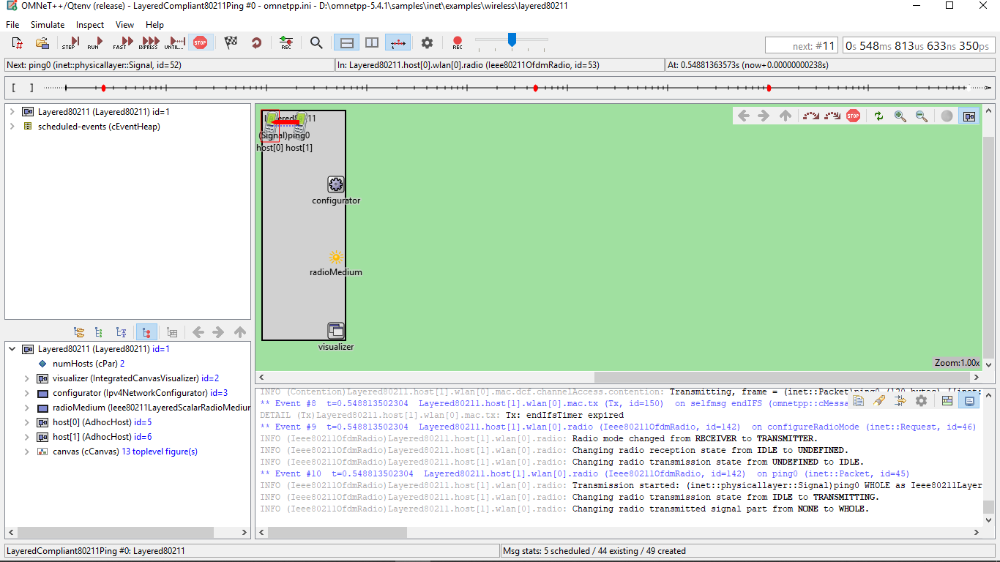 OMNeT++/Qtenv (release) - LayeredCompliant80211Ping #0 - omnetpp.ini - D:\omnetpp-5.4.1\samples\inet\examples\wireless\layered80211
File Simulate Inspect View Help
STEP RUN FAST EXPRESS UNTIL... STOP REC REC next: #11 0s 548ms 813us 633ns 350ps
Next: ping0 (inet::physicallayer::Signal, id=52) In: Layered80211.host[0].wlan[0].radio (Ieee80211OfdmRadio, id=53) At: 0.54881363573s (now+0.00000000238s)
[ ]
Layered80211 (Layered80211) id=1
scheduled-events (cEventHeap)
STOP
(Signal)ping0
host[0] host[1]
configurator
radioMedium
visualizer
Zoom:1.00x
Layered80211 (Layered80211) id=1
numHosts (cPar) 2
visualizer (IntegratedCanvasVisualizer) id=2
configurator (Ipv4NetworkConfigurator) id=3
radioMedium (Ieee80211LayeredScalarRadioMediur
host[0] (AdhocHost) id=5
host[1] (AdhocHost) id=6
canvas (cCanvas) 13 toplevel figure(s)
INFO (Contention)Layered80211.host[1].wlan[0].mac.dcf.channelAccess.contention: Transmitting, frame = (inet::Packet)ping0
** Event #8 t=0.548813502304 Layered80211.host[1].wlan[0].mac.tx (Tx, id=150) on selfmsg endIFS (omnetpp::cMessa
DETAIL (Tx)Layered80211.host[1].wlan[0].mac.tx: Tx: endIfsTimer expired
** Event #9 t=0.548813502304 Layered80211.host[1].wlan[0].radio (Ieee80211OfdmRadio, id=142) on configureRadioMode (inet::Request, id=46)
INFO (Ieee80211OfdmRadio)Layered80211.host[1].wlan[0].radio: Radio mode changed from RECEIVER to TRANSMITTER.
INFO (Ieee80211OfdmRadio)Layered80211.host[1].wlan[0].radio: Changing radio reception state from IDLE to UNDEFINED.
INFO (Ieee80211OfdmRadio)Layered80211.host[1].wlan[0].radio: Changing radio transmission state from UNDEFINED to IDLE.
** Event #10 t=0.548813502304 Layered80211.host[1].wlan[0].radio (Ieee80211OfdmRadio, id=142) on ping0 (inet::Packet, id=45)
INFO (Ieee80211OfdmRadio)Layered80211.host[1].wlan[0].radio: Transmission started: (inet::physicallayer::Signal)ping0 WHOLE as Ieee80211Layer
INFO (Ieee80211OfdmRadio)Layered80211.host[1].wlan[0].radio: Changing radio transmission state from IDLE to TRANSMITTING.
INFO (Ieee80211OfdmRadio)Layered80211.host[1].wlan[0].radio: Changing radio transmitted signal part from NONE to WHOLE.
LayeredCompliant80211Ping #0: Layered80211 Msg stats: 5 scheduled / 44 existing / 49 created